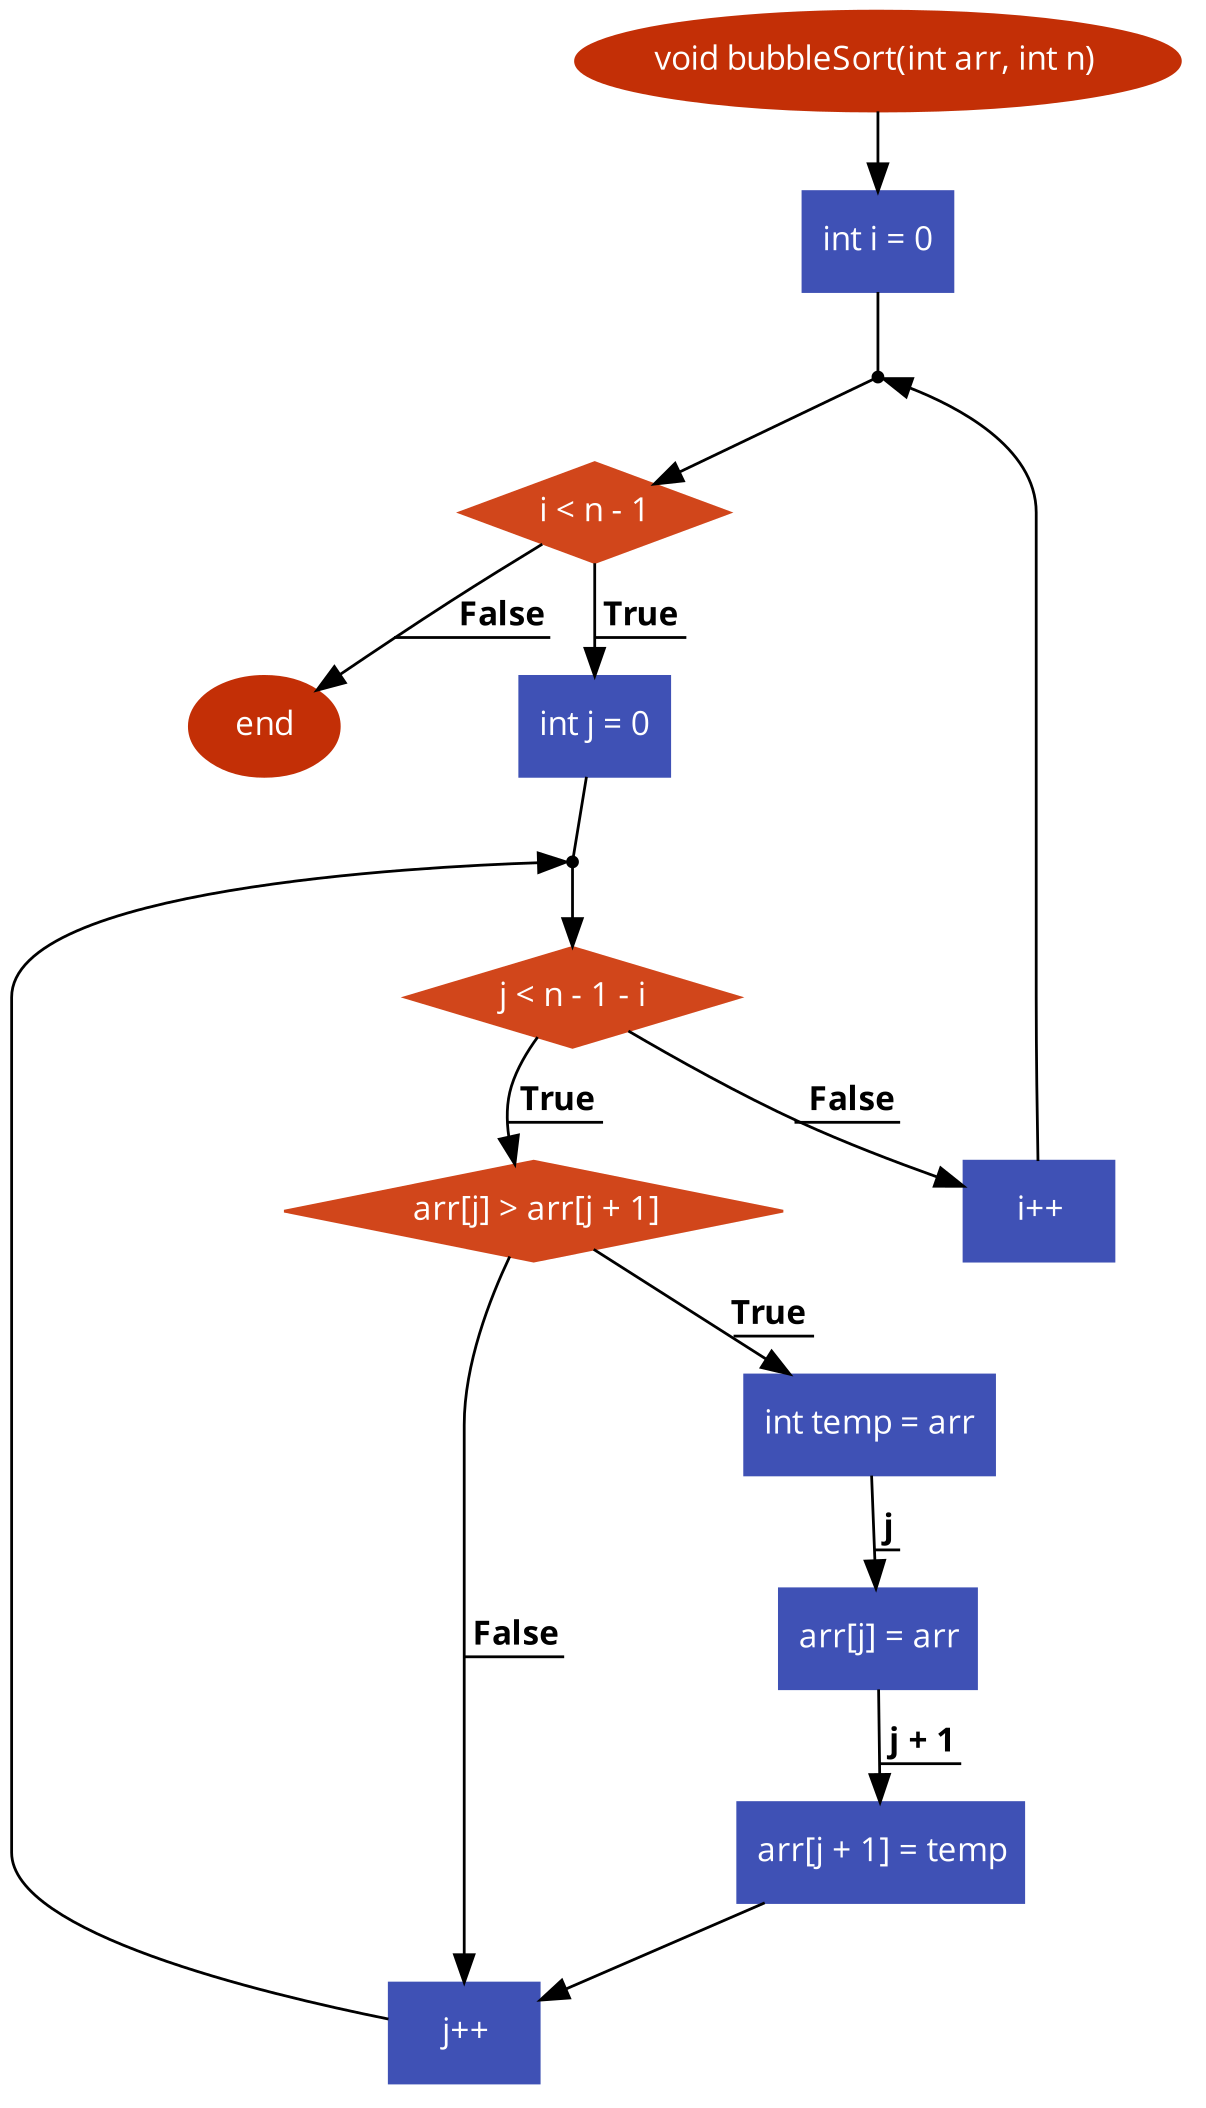 void bubbleSort(int arr, int n)
int i = 0
i < n - 1
False
True
end
int j = 0
j < n - 1 - i
True
False
arr[j] > arr[j + 1]
i++
True
int temp = arr
j
arr[j] = arr
False
j + 1
arr[j + 1] = temp
j++